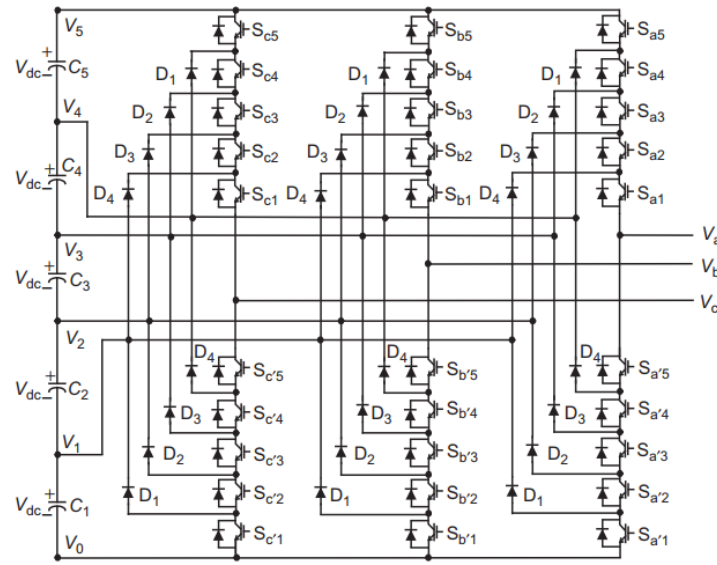 V5 Sc5 Sb5 Sa5
Vdc + − C5 D1 Sc4 D1 Sb4 D1 Sa4
V4 D2 Sc3 D2 Sb3 D2 Sa3
D3 Sc2 D3 Sb2 D3 Sa2
Vdc + − C4 D4 Sc1 D4 Sb1 D4 Sa1
V3 Va
Vdc + − C3 Vb
Vc
V2 D4 Sc′5 D4 Sb′5 D4 Sa′5
Vdc + − C2 D3 Sc′4 D3 Sb′4 D3 Sa′4
V1 D2 Sc′3 D2 Sb′3 D2 Sa′3
Vdc + − C1 D1 Sc′2 D1 Sb′2 D1 Sa′2
V0 Sc′1 Sb′1 Sa′1